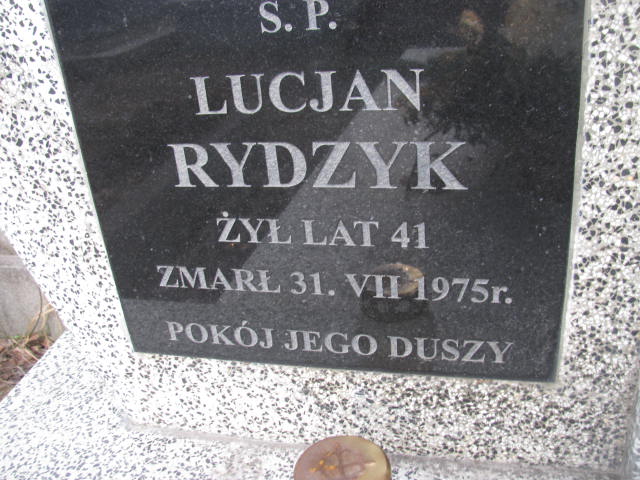 Ś. P.
LUCJAN
RYDZYK
ŻYŁ LAT 41
ZMARŁ 31. VII 1975r.
POKÓJ JEGO DUSZY